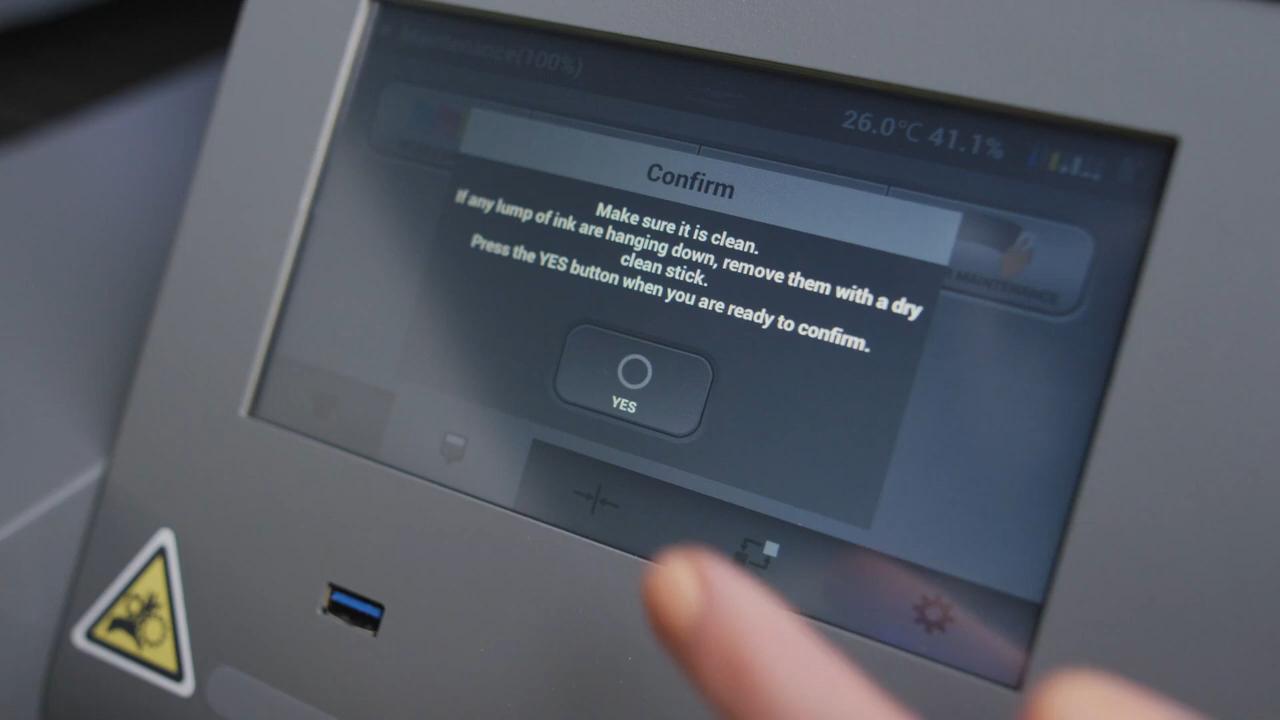 Maintenance(100%)
26.0°C 41.1%
Confirm
Make sure it is clean.
If any lump of ink are hanging down, remove them with a dry
clean stick.
Press the YES button when you are ready to confirm.
YES
MAINTENANCE